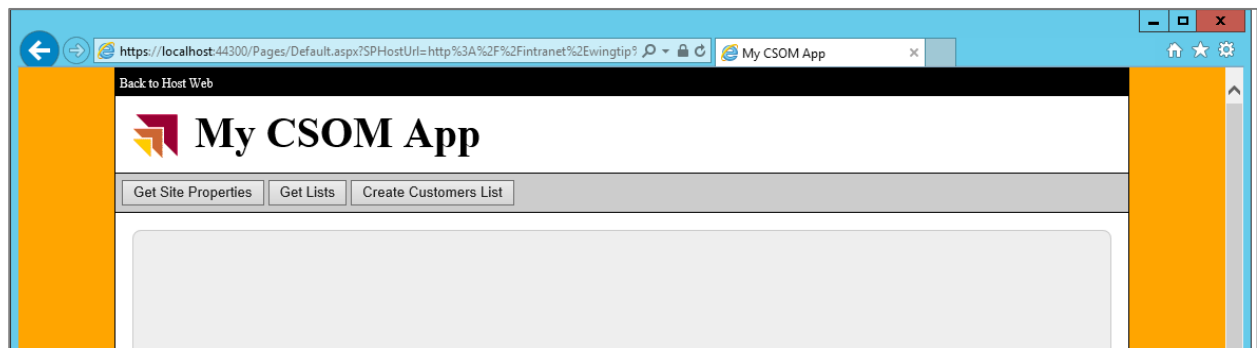 https://localhost:44300/Pages/Default.aspx?SPHostUrl=http%3A%2F%2Fintranet%2Ewingtip%
My CSOM App
Back to Host Web
My CSOM App
Get Site Properties Get Lists Create Customers List